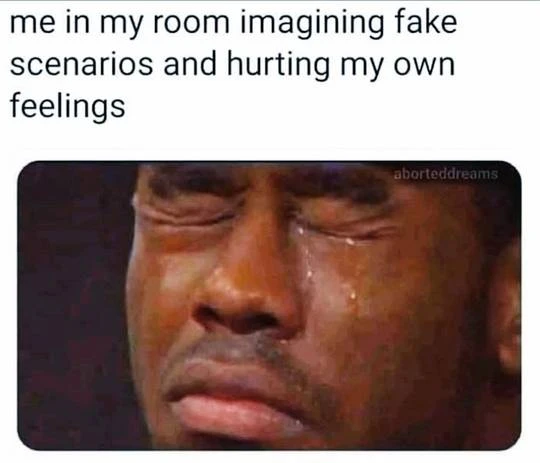 me in my room imagining fake
scenarios and hurting my own
feelings
aborteddreams